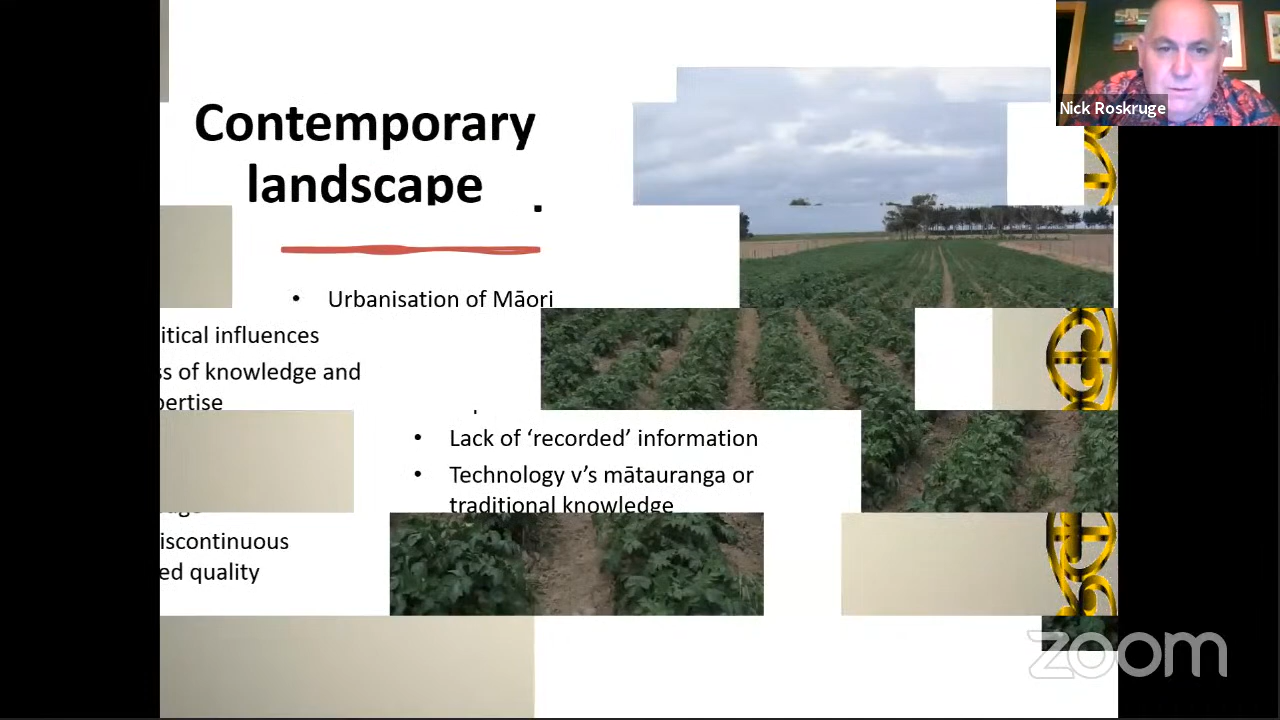 Contemporary
landscape
• Urbanisation of Māori
itical influences
ss of knowledge and
pertise
• Lack of ‘recorded’ information
• Technology v’s mātauranga or
traditional knowledge
iscontinuous
ed quality
Nick Roskruge
zoom